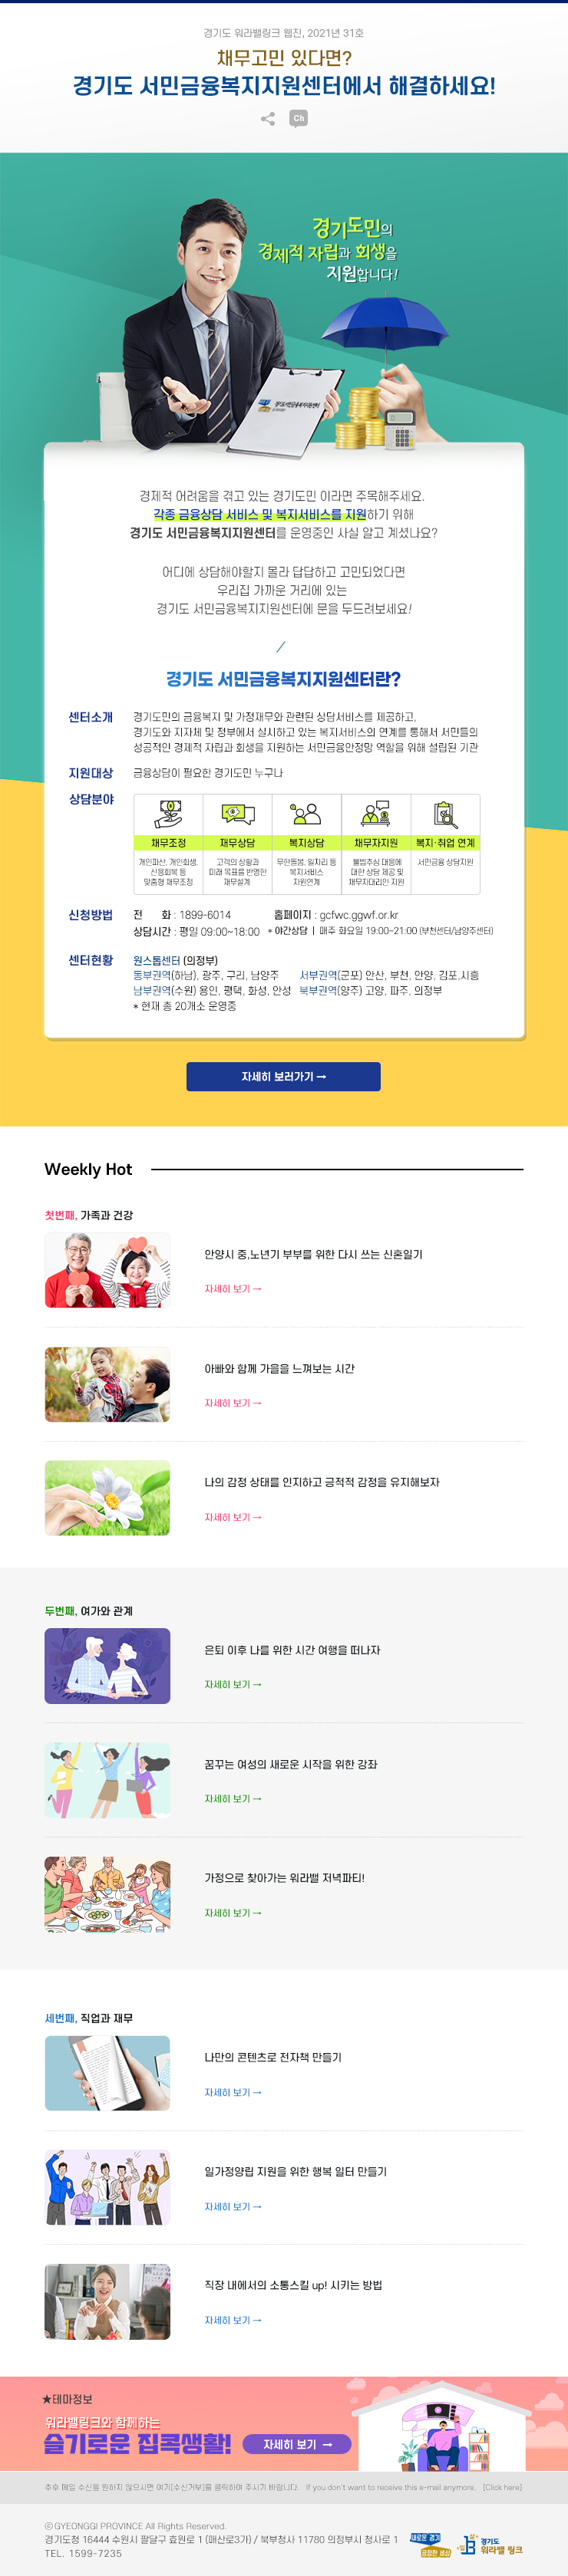 경기도 워라밸링크 웹진, 2021년 31호
채무고민 있다면?
경기도 서민금융복지지원센터에서 해결하세요!
Ch
경기도민의
경제적 자립과 회생을
지원합니다!
경기도서민금융복지지원센터
경제적 어려움을 겪고 있는 경기도민 이라면 주목해주세요.
각종 금융상담 서비스 및 복지서비스를 지원하기 위해
경기도 서민금융복지지원센터를 운영중인 사실 알고 계셨나요?
어디에 상담해야할지 몰라 답답하고 고민되었다면
우리집 가까운 거리에 있는
경기도 서민금융복지지원센터에 문을 두드려보세요!
경기도 서민금융복지지원센터란?
센터소개 경기도민의 금융복지 및 가정재무와 관련된 상담서비스를 제공하고,
경기도와 지자체 및 정부에서 실시하고 있는 복지서비스의 연계를 통해서 서민들의
성공적인 경제적 자립과 회생을 지원하는 서민금융안정망 역할을 위해 설립된 기관
지원대상 금융상담이 필요한 경기도민 누구나
상담분야
채무조정 재무상담 복지상담 채무자지원 복지·취업 연계
개인파산, 개인회생, 고객의 상황과 무한돌봄, 일자리 등 불법추심 대응에 서민금융 상담지원
신용회복 등 미래 목표를 반영한 복지서비스 대한 상담 제공 및
맞춤형 채무조정 재무설계 지원연계 채무자대리인 지원
신청방법 전 화 : 1899-6014 홈페이지 : gcfwc.ggwf.or.kr
상담시간 : 평일 09:00~18:00 * 야간상담 | 매주 화요일 19:00~21:00 (부천센터/남양주센터)
센터현황 원스톱센터 (의정부)
동부권역(하남), 광주, 구리, 남양주 서부권역(군포) 안산, 부천, 안양, 김포,시흥
남부권역(수원) 용인, 평택, 화성, 안성 북부권역(양주) 고양, 파주, 의정부
* 현재 총 20개소 운영중
자세히 보러가기 →
Weekly Hot
첫번째, 가족과 건강
안양시 중,노년기 부부를 위한 다시 쓰는 신혼일기
자세히 보기 →
아빠와 함께 가을을 느껴보는 시간
자세히 보기 →
나의 감정 상태를 인지하고 긍적적 감정을 유지해보자
자세히 보기 →
두번째, 여가와 관계
은퇴 이후 나를 위한 시간 여행을 떠나자
자세히 보기 →
꿈꾸는 여성의 새로운 시작을 위한 강좌
자세히 보기 →
가정으로 찾아가는 워라밸 저녁파티!
자세히 보기 →
세번째, 직업과 재무
나만의 콘텐츠로 전자책 만들기
자세히 보기 →
일가정양립 지원을 위한 행복 일터 만들기
자세히 보기 →
직장 내에서의 소통스킬 up! 시키는 방법
자세히 보기 →
★테마정보
워라밸링크와 함께하는
슬기로운 집콕생활! 자세히 보기 →
추후 메일 수신을 원하지 않으시면 여기[수신거부]를 클릭하여 주시기 바랍니다. If you don't want to receive this e-mail anymore. [Click here]
ⓒ GYEONGGI PROVINCE All Rights Reserved.
경기도청 16444 수원시 팔달구 효원로 1 (매산로3가) / 북부청사 11780 의정부시 청사로 1
TEL. 1599-7235
새로운 경기
공정한 세상
경기도
워라밸 링크